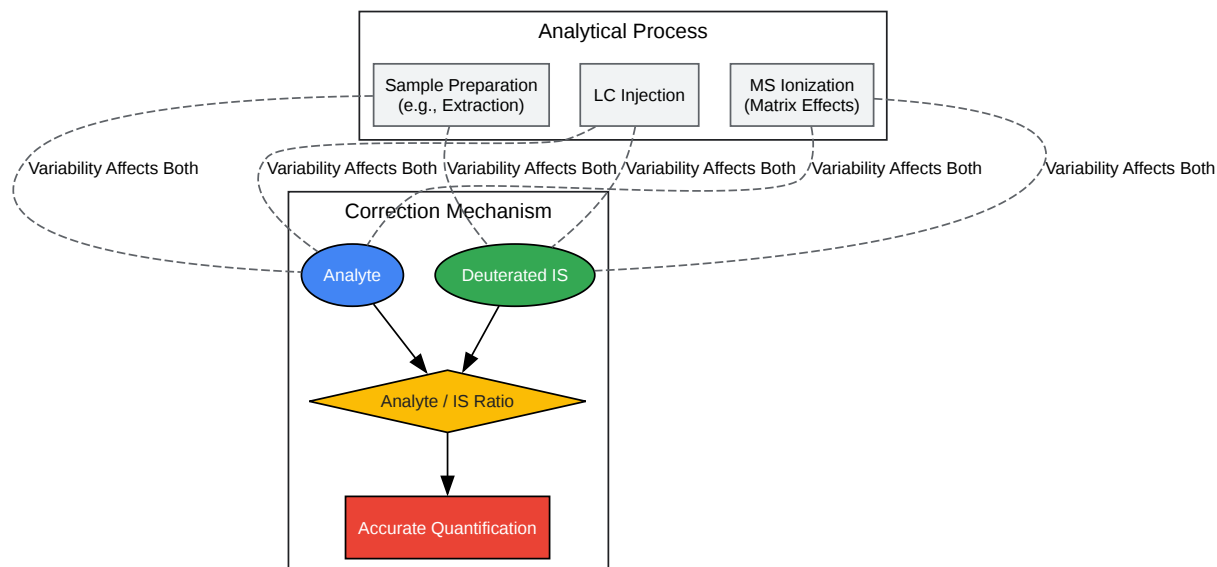 Analytical Process
Sample Preparation
(e.g., Extraction)
LC Injection
MS Ionization
(Matrix Effects)
Variability Affects Both
Variability Affects Both
Variability Affects Both
Variability Affects Both
Variability Affects Both
Variability Affects Both
Correction Mechanism
Analyte
Deuterated IS
Analyte / IS Ratio
Accurate Quantification